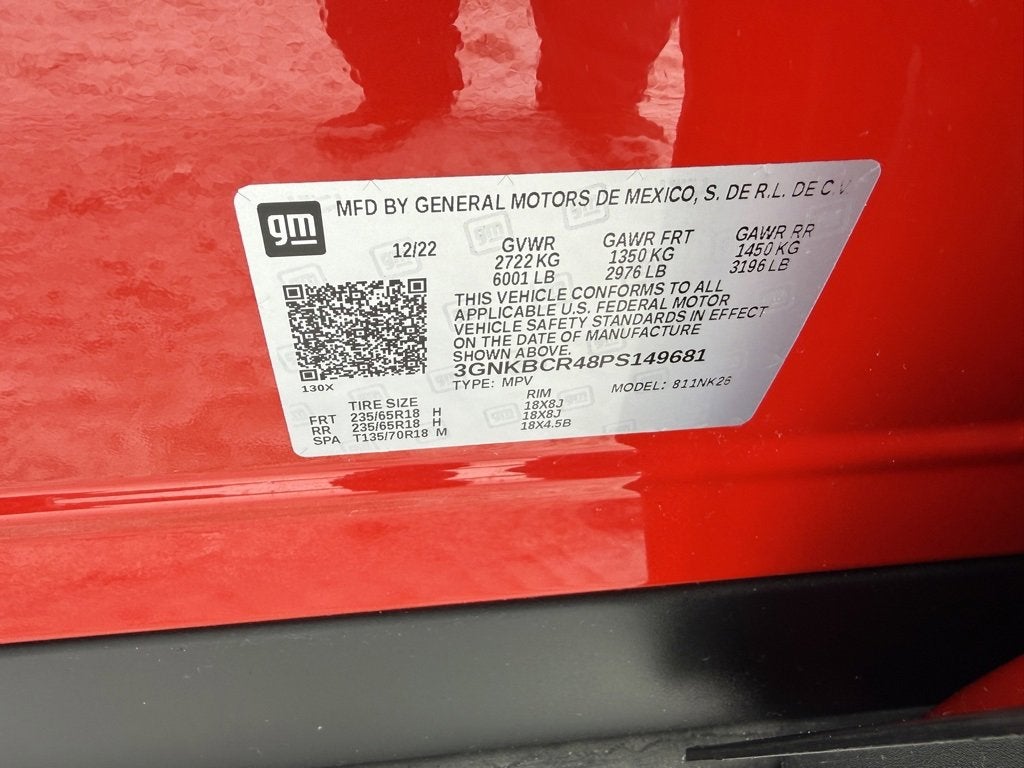 gm
MFD BY GENERAL MOTORS DE MEXICO, S. DE R.L. DE C.V.
12/22 GVWR GAWR FRT GAWR RR
2722 KG 1350 KG 1450 KG
6001 LB 2976 LB 3196 LB
THIS VEHICLE CONFORMS TO ALL
APPLICABLE U.S. FEDERAL MOTOR
VEHICLE SAFETY STANDARDS IN EFFECT
ON THE DATE OF MANUFACTURE
SHOWN ABOVE.
3GNKBCR48PS149681
130X
TYPE: MPV MODEL: 811NK26
TIRE SIZE RIM
FRT 235/65R18 H 18X8J
RR 235/65R18 H 18X8J
SPA T135/70R18 M 18X4.5B